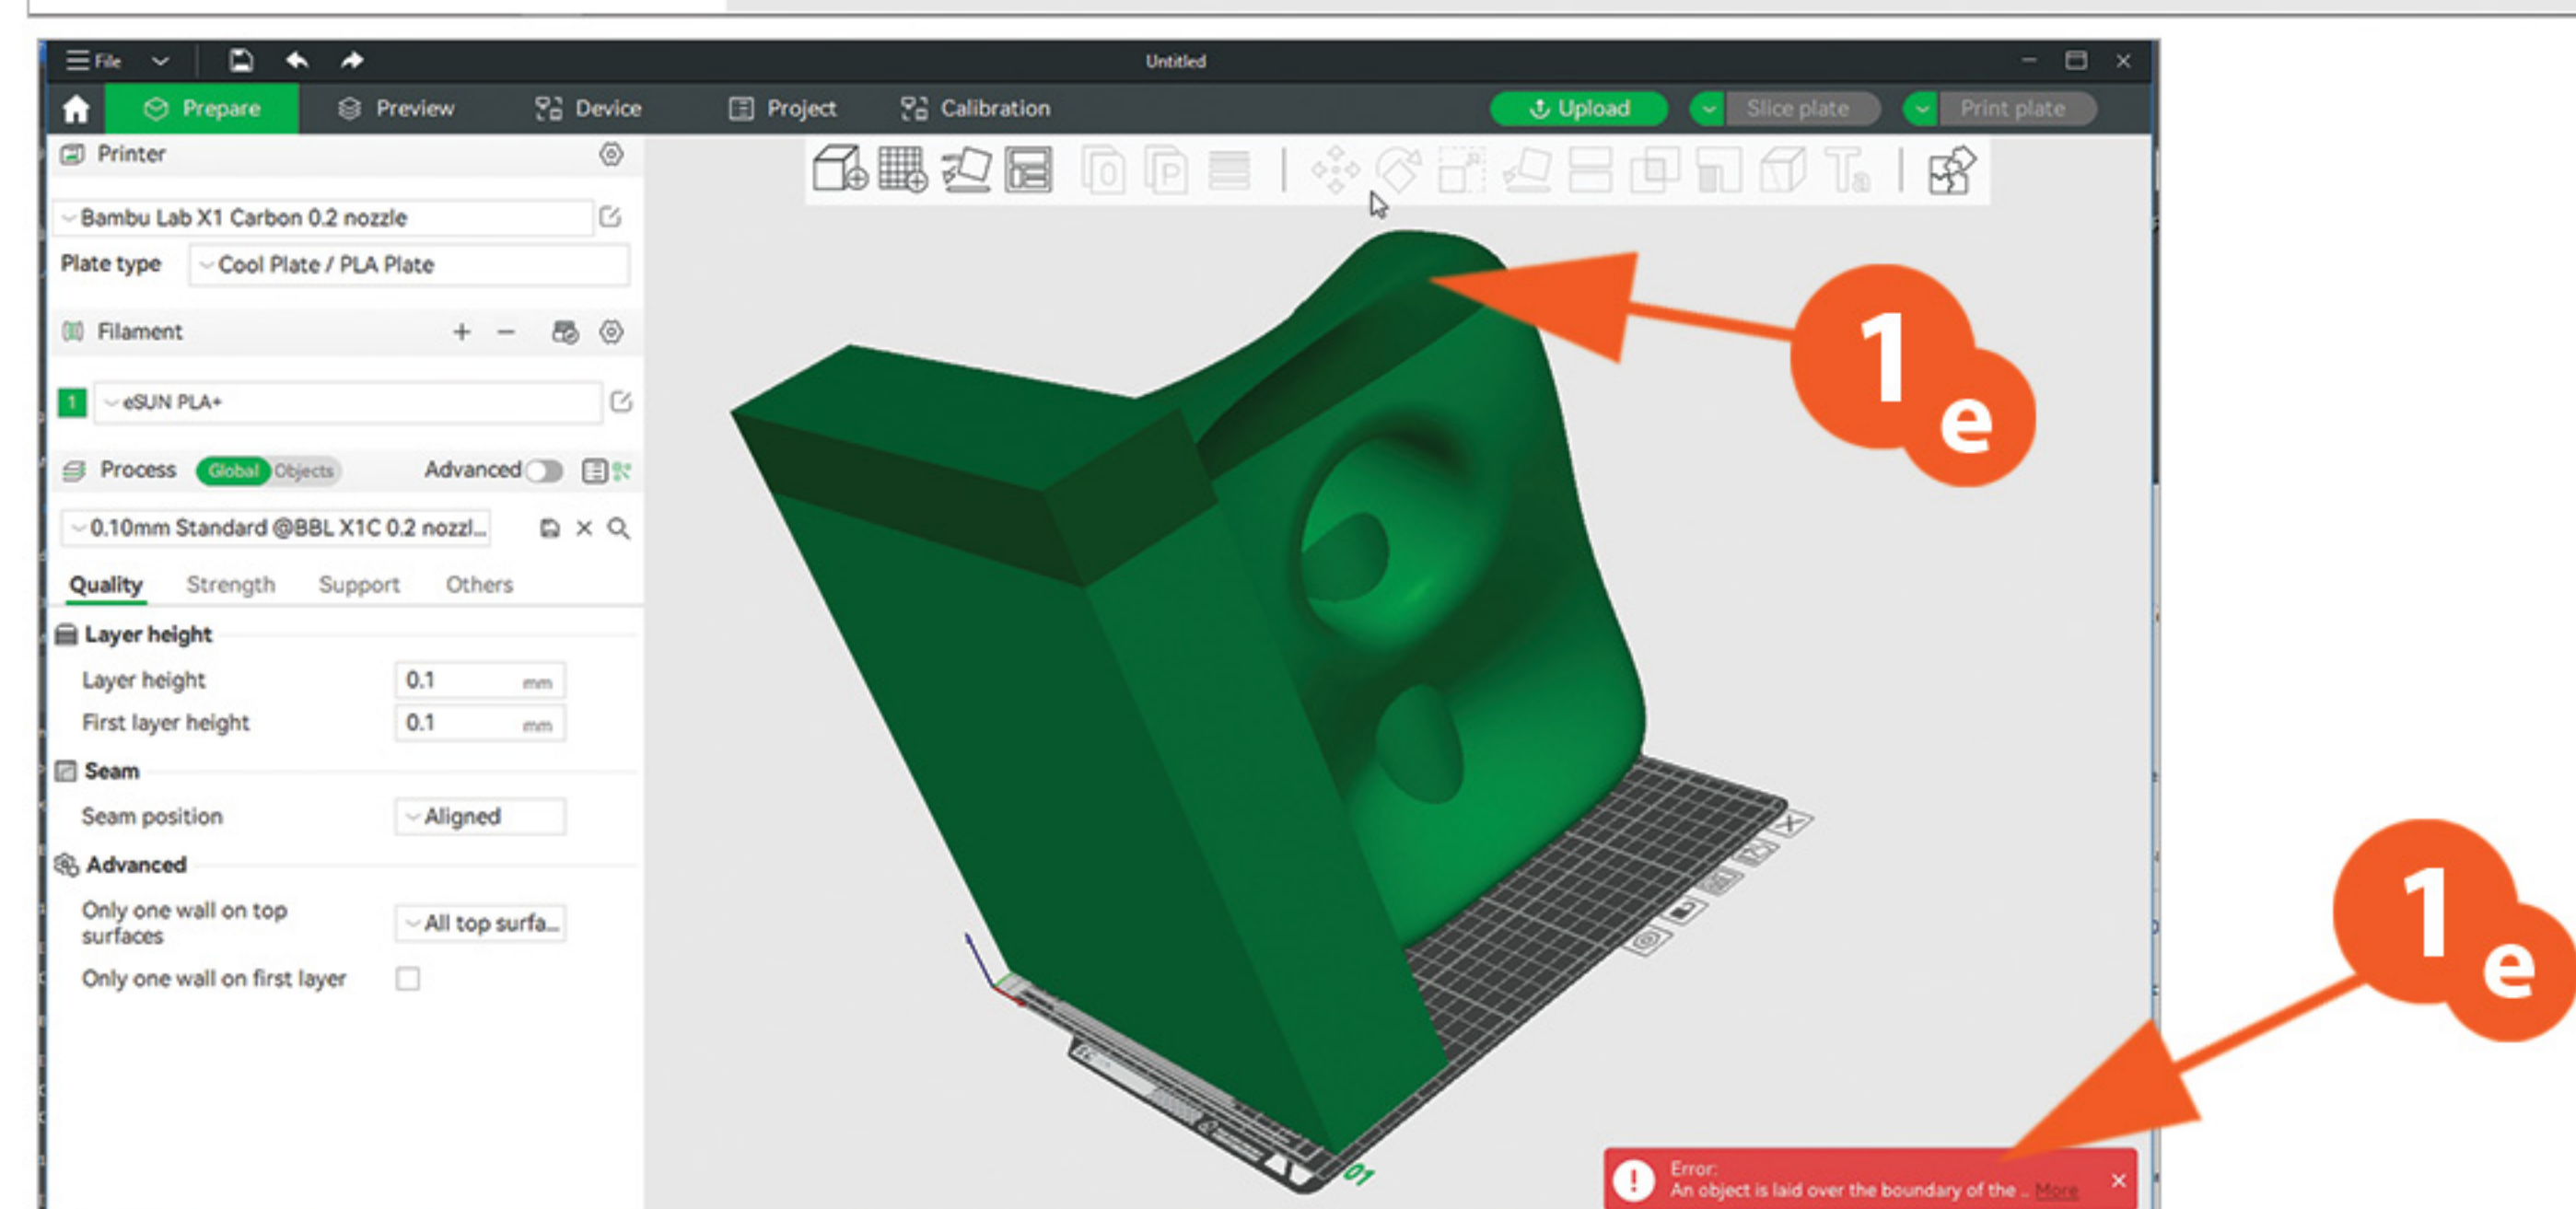 File
Untitled
Prepare
Preview
Device
Project
Calibration
Upload
Slice plate
Print plate
Printer
Bambu Lab X1 Carbon 0.2 nozzle
Plate type
Cool Plate / PLA Plate
Filament
1
eSUN PLA+
Process
Global
Objects
Advanced
0.10mm Standard @BBL X1C 0.2 nozzl...
Quality
Strength
Support
Others
Layer height
Layer height
0.1
mm
First layer height
0.1
mm
Seam
Seam position
Aligned
Advanced
Only one wall on top
surfaces
All top surfa...
Only one wall on first layer
1
e
1
e
01
Error:
An object is laid over the boundary of the .. More